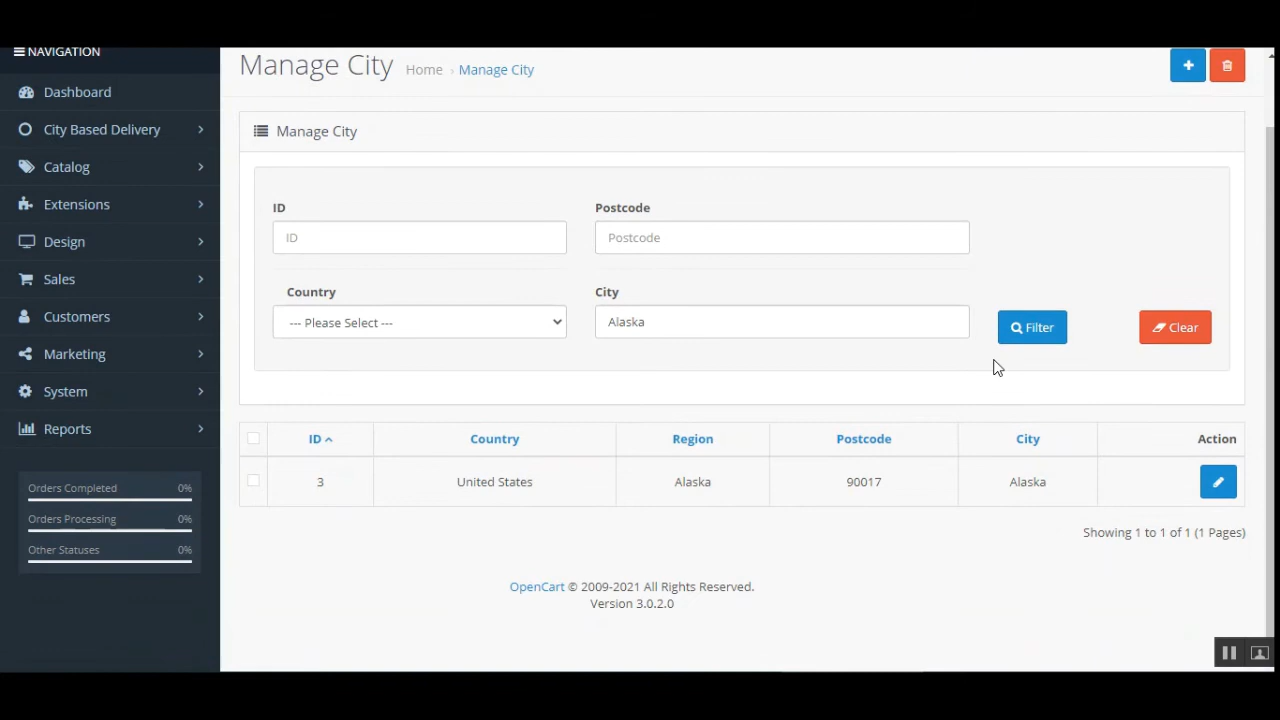 NAVIGATION
Dashboard
City Based Delivery
Catalog
Extensions
Design
Sales
Customers
Marketing
System
Reports
Orders Completed 0%
Orders Processing 0%
Other Statuses 0%
Manage City Home › Manage City
Manage City
ID Postcode
ID Postcode
Country City
--- Please Select --- Alaska Filter Clear
ID Country Region Postcode City Action
3 United States Alaska 90017 Alaska
Showing 1 to 1 of 1 (1 Pages)
OpenCart © 2009-2021 All Rights Reserved.
Version 3.0.2.0